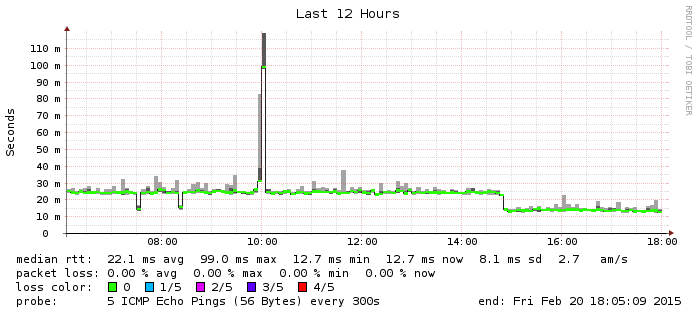 Last 12 Hours
RRDTOOL / TOBI OETIKER
Seconds
110 m
100 m
90 m
80 m
70 m
60 m
50 m
40 m
30 m
20 m
10 m
0
08:00 10:00 12:00 14:00 16:00 18:00
median rtt: 22.1 ms avg 99.0 ms max 12.7 ms min 12.7 ms now 8.1 ms sd 2.7 am/s
packet loss: 0.00 % avg 0.00 % max 0.00 % min 0.00 % now
loss color: 0 1/5 2/5 3/5 4/5
probe: 5 ICMP Echo Pings (56 Bytes) every 300s end: Fri Feb 20 18:05:09 2015